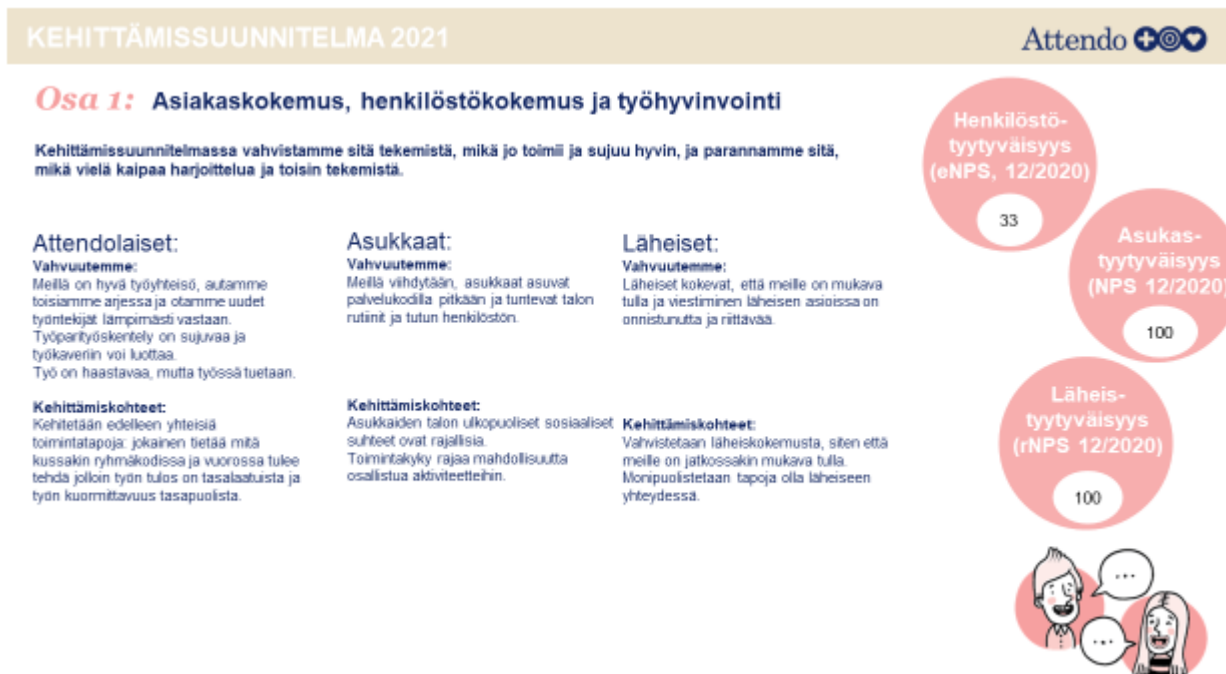 KEHITTÄMISSUUNNITELMA 2021
Attendo
Osa 1: Asiakaskokemus, henkilöstökokemus ja työhyvinvointi
Kehittämissuunnitelmassa vahvistamme sitä tekemistä, mikä jo toimii ja sujuu hyvin, ja parannamme sitä,
mikä vielä kaipaa harjoittelua ja toisin tekemistä.
Attendolaiset:
Vahvuutemme:
Meillä on hyvä työyhteisö, autamme
toisiamme arjessa ja otamme uudet
työntekijät lämpimästi vastaan.
Työparityöskentely on sujuvaa ja
työkaveriin voi luottaa.
Työ on haastavaa, mutta työssä tuetaan.
Kehittämiskohteet:
Kehitetään edelleen yhteisiä
toimintatapoja: jokainen tietää mitä
kussakin ryhmäkodissa ja vuorossa tulee
tehdä jolloin työn tulos on tasalaatuista ja
työn kuormittavuus tasapuolista.
Asukkaat:
Vahvuutemme:
Meillä viihdytään, asukkaat asuvat
palvelukodilla pitkään ja tuntevat talon
rutiinit ja tutun henkilöstön.
Kehittämiskohteet:
Asukkaiden talon ulkopuoliset sosiaaliset
suhteet ovat rajallisia.
Toimintakyky rajaa mahdollisuutta
osallistua aktiviteetteihin.
Läheiset:
Vahvuutemme:
Läheiset kokevat, että meille on mukava
tulla ja viestiminen läheisen asioissa on
onnistunutta ja riittävää.
Kehittämiskohteet:
Vahvistetaan läheiskokemusta, siten että
meille on jatkossakin mukava tulla.
Monipuolistetaan tapoja olla läheiseen
yhteydessä.
Henkilöstö-
tyytyväisyys
(eNPS, 12/2020)
33
Asukas-
tyytyväisyys
(NPS 12/2020)
100
Läheis-
tyytyväisyys
(rNPS 12/2020)
100
...
...